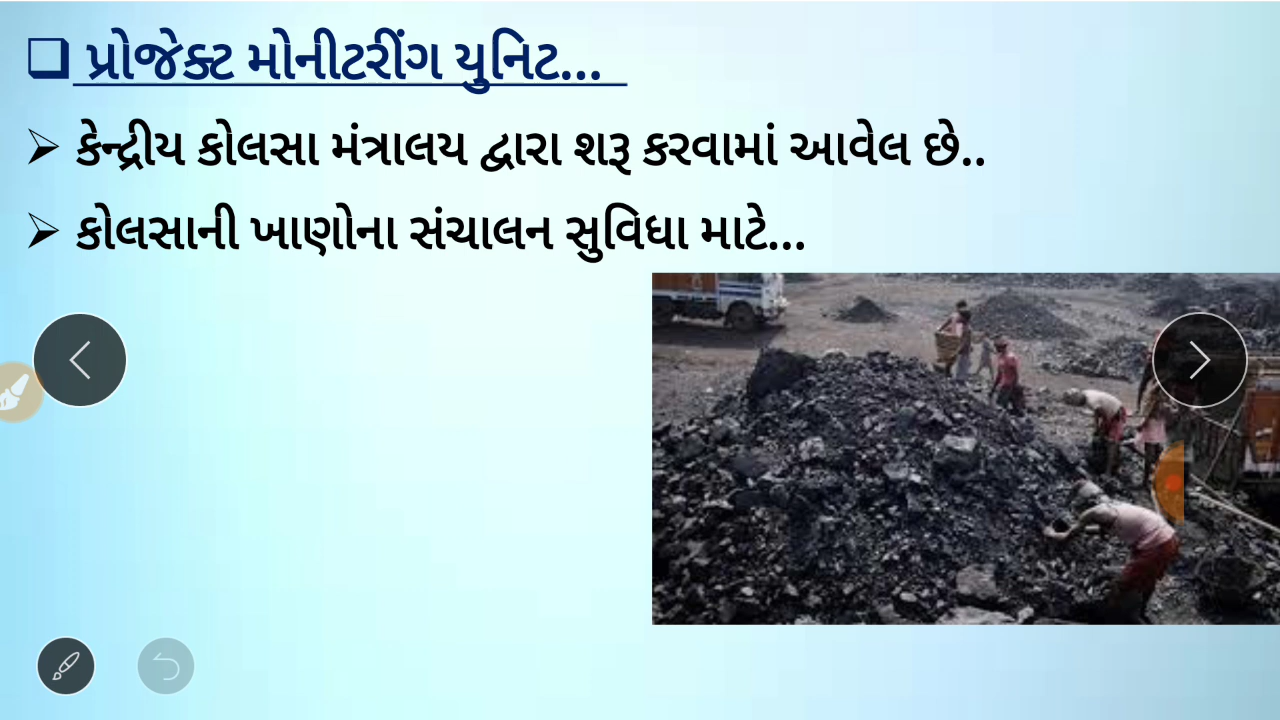 ❑ પ્રોજેક્ટ મોનીટરીંગ યુનિટ...
➢ કેન્દ્રીય કોલસા મંત્રાલય દ્વારા શરૂ કરવામાં આવેલ છે..
➢ કોલસાની ખાણોના સંચાલન સુવિધા માટે...